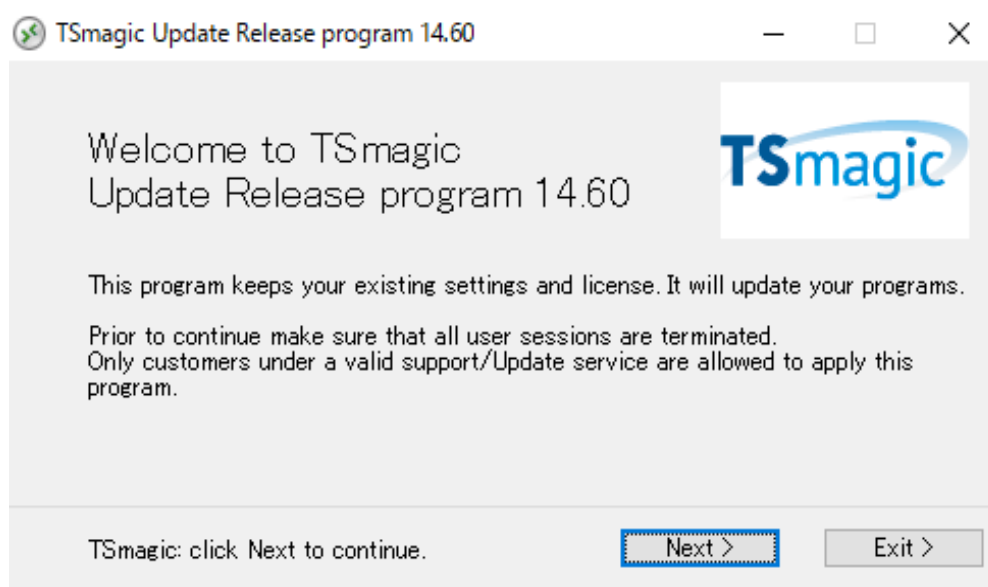 TSmagic Update Release program 14.60
Welcome to TSmagic
Update Release program 14.60
TSmagic
This program keeps your existing settings and license. It will update your programs.
Prior to continue make sure that all user sessions are terminated.
Only customers under a valid support/Update service are allowed to apply this
program.
TSmagic: click Next to continue.
Next >
Exit >